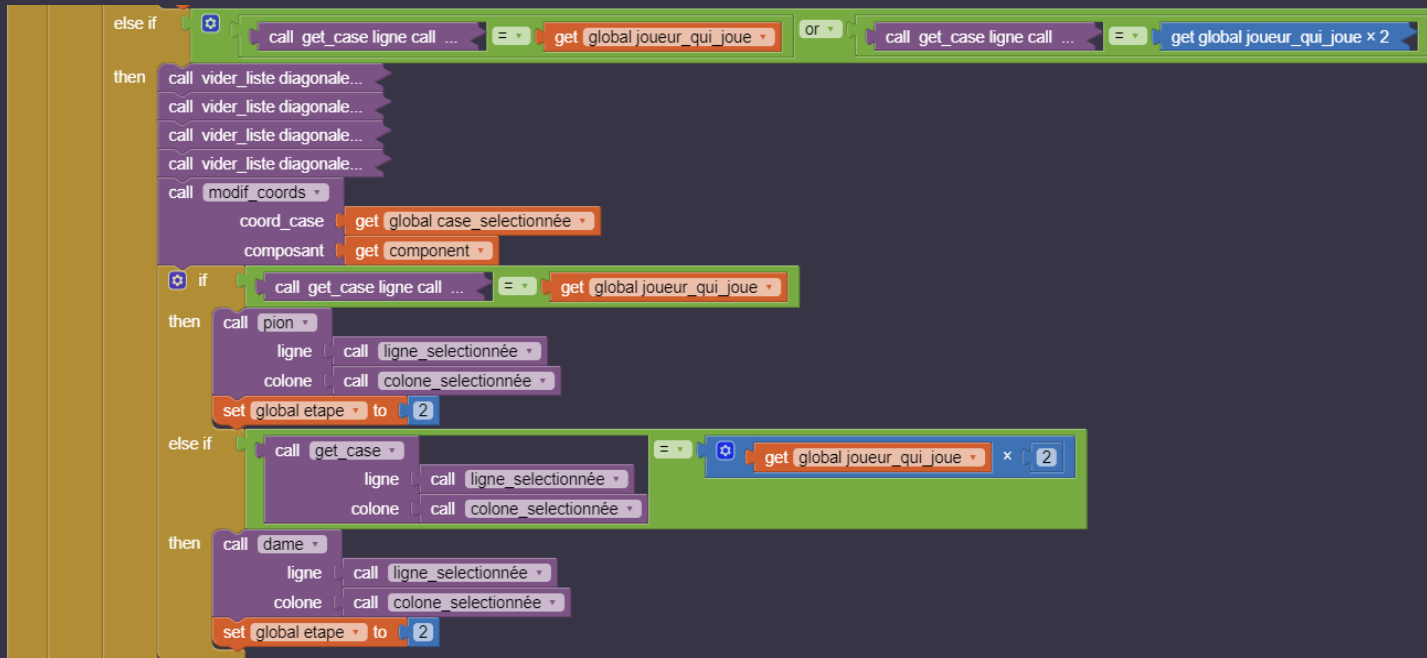 else if call get_case ligne call ... = get global joueur_qui_joue or call get_case ligne call ... = get global joueur_qui_joue × 2
then call vider_liste diagonale...
call vider_liste diagonale...
call vider_liste diagonale...
call vider_liste diagonale...
call modif_coords
coord_case get global case_selectionnée
composant get component
if call get_case ligne call ... = get global joueur_qui_joue
then call pion
ligne call ligne_selectionnée
colone call colone_selectionnée
set global etape to 2
else if call get_case = get global joueur_qui_joue × 2
ligne call ligne_selectionnée
colone call colone_selectionnée
then call dame
ligne call ligne_selectionnée
colone call colone_selectionnée
set global etape to 2